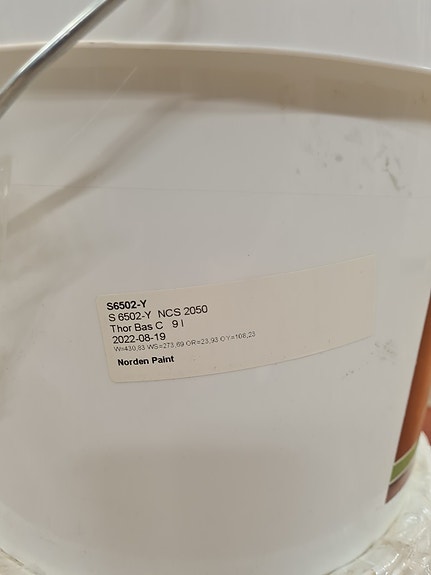 S6502-Y
S 6502-Y NCS 2050
Thor Bas C 9 l
2022-08-19
W=430,83 WS=273,69 OR=23,93 OY=108,23
Norden Paint